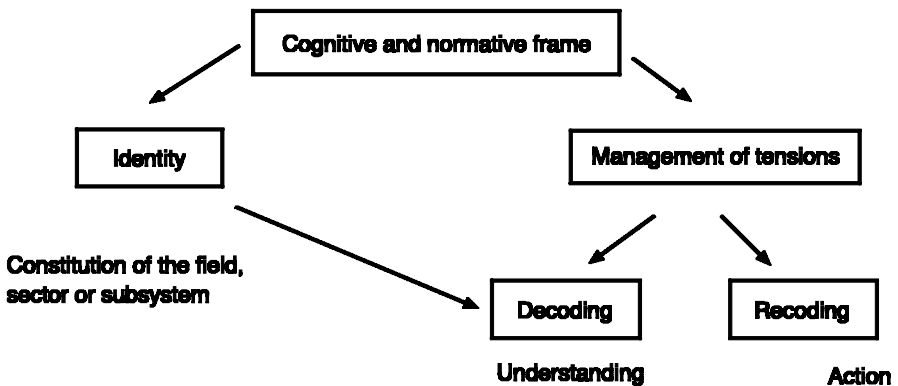 Cognitive and normative frame
Identity
Management of tensions
Constitution of the field,
sector or subsystem
Decoding
Recoding
Understanding
Action